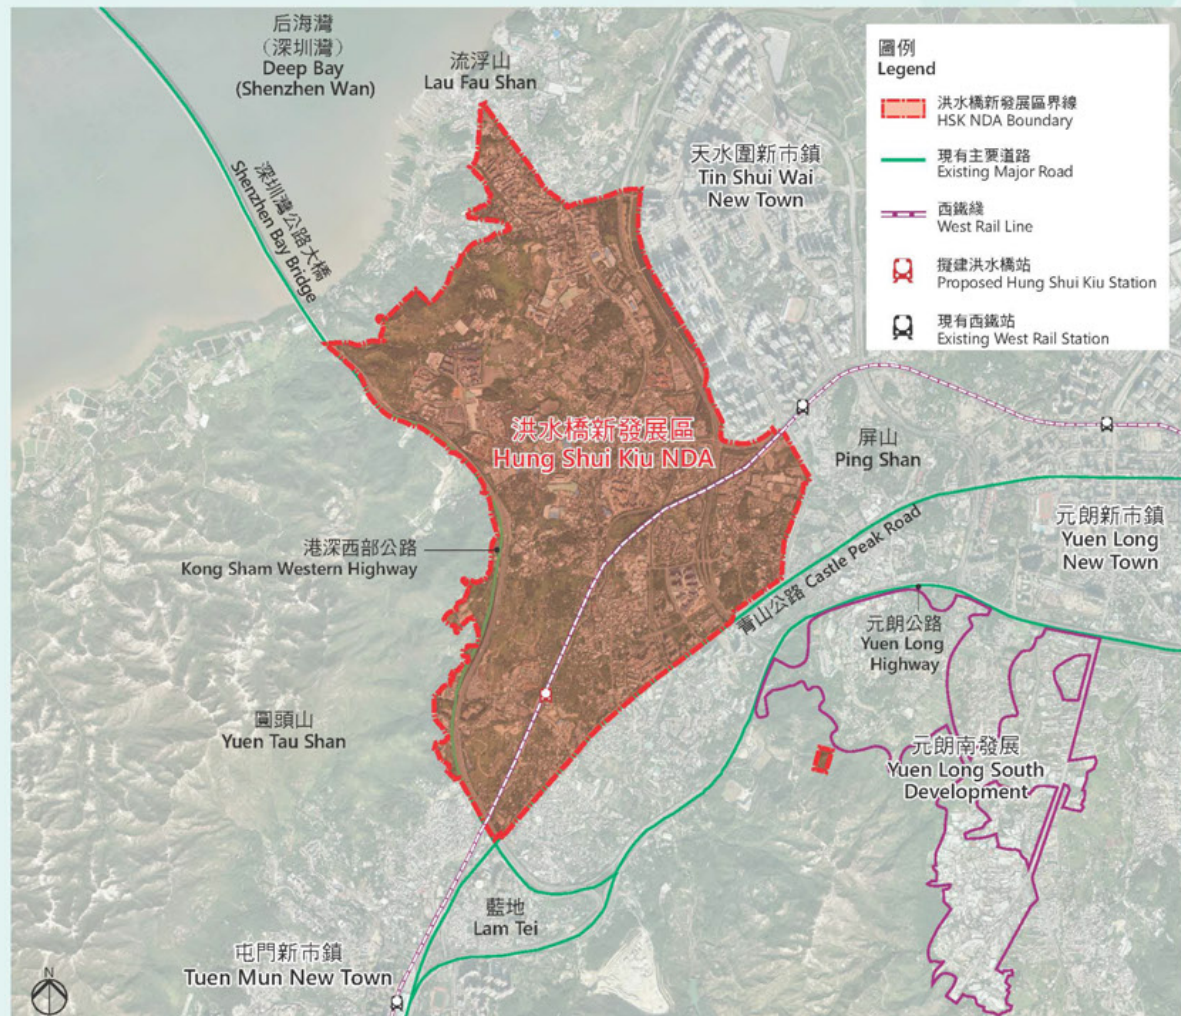 后海灣
（深圳灣）
Deep Bay
(Shenzhen Wan)
流浮山
Lau Fau Shan
圖例
Legend
洪水橋新發展區界線
HSK NDA Boundary
現有主要道路
Existing Major Road
西鐵綫
West Rail Line
擬建洪水橋站
Proposed Hung Shui Kiu Station
現有西鐵站
Existing West Rail Station
天水圍新市鎮
Tin Shui Wai
New Town
深圳灣公路大橋
Shenzhen Bay Bridge
洪水橋新發展區
Hung Shui Kiu NDA
屏山
Ping Shan
元朗新市鎮
Yuen Long
New Town
港深西部公路
Kong Sham Western Highway
青山公路 Castle Peak Road
元朗公路
Yuen Long
Highway
圓頭山
Yuen Tau Shan
元朗南發展
Yuen Long South
Development
藍地
Lam Tei
屯門新市鎮
Tuen Mun New Town
N